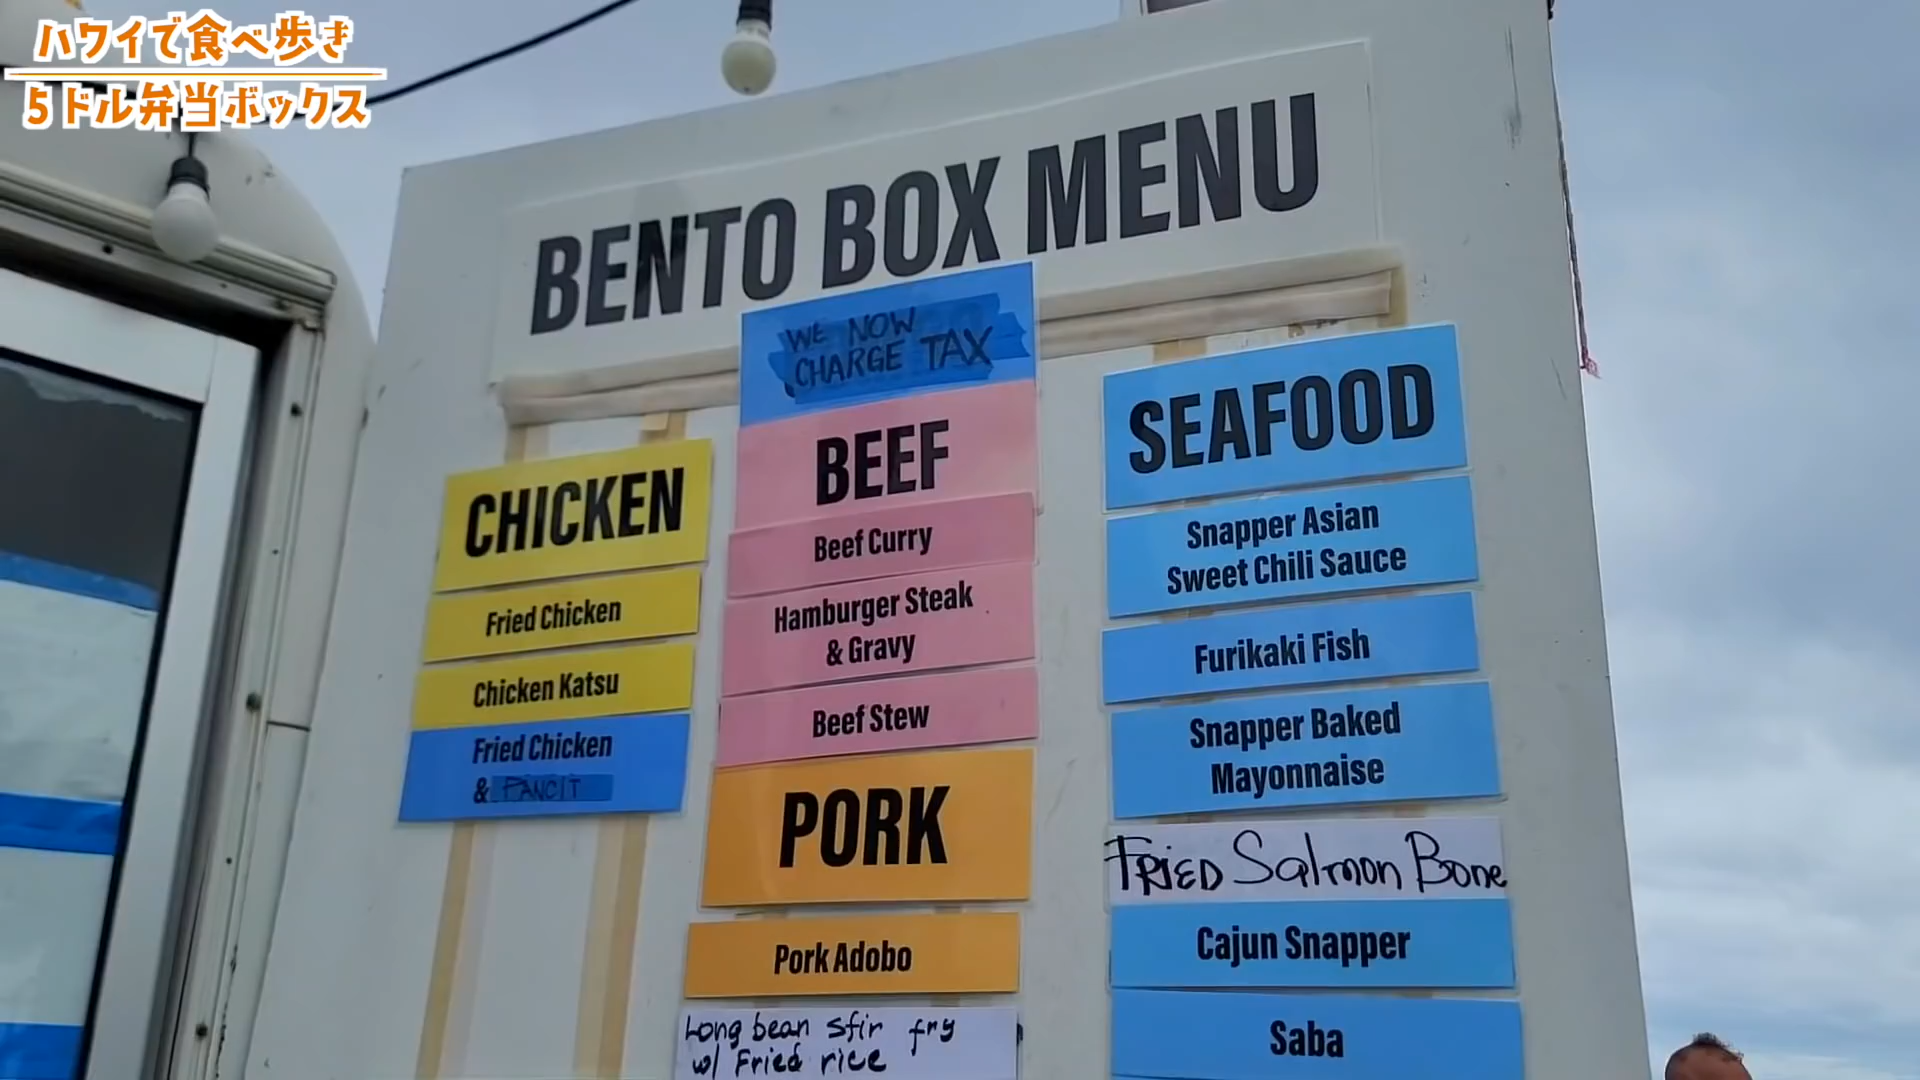 ハワイで食べ歩き
5ドル弁当ボックス
BENTO BOX MENU
WE NOW
CHARGE TAX
CHICKEN
Fried Chicken
Chicken Katsu
Fried Chicken
& PANCIT
BEEF
Beef Curry
Hamburger Steak
& Gravy
Beef Stew
PORK
Pork Adobo
Long bean stir fry
w/ Fried rice
SEAFOOD
Snapper Asian
Sweet Chili Sauce
Furikaki Fish
Snapper Baked
Mayonnaise
FRIED Salmon Bone
Cajun Snapper
Saba